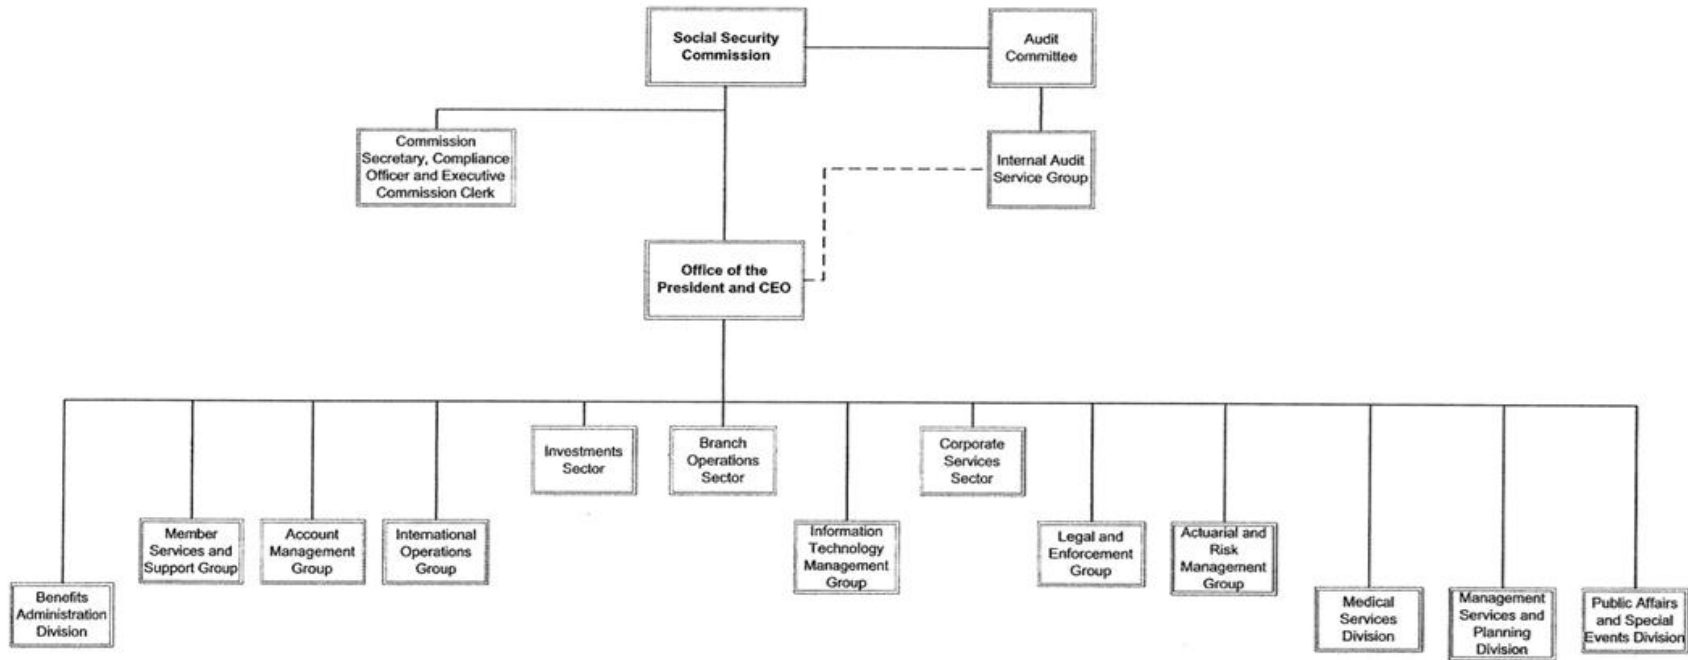 Social Security
Commission
Audit
Committee
Commission
Secretary, Compliance
Officer and Executive
Commission Clerk
Internal Audit
Service Group
Office of the
President and CEO
Investments
Sector
Branch
Operations
Sector
Corporate
Services
Sector
Member
Services and
Support Group
Account
Management
Group
International
Operations
Group
Information
Technology
Management
Group
Legal and
Enforcement
Group
Actuarial and
Risk
Management
Group
Benefits
Administration
Division
Medical
Services
Division
Management
Services and
Planning
Division
Public Affairs
and Special
Events Division